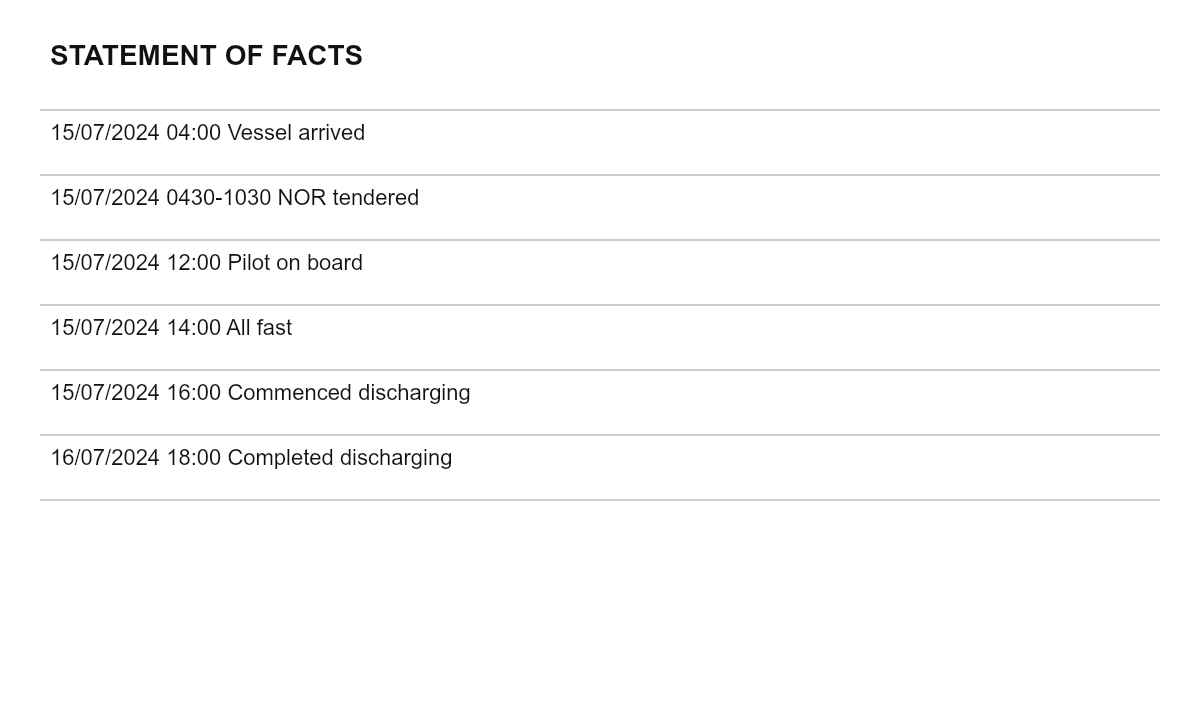 STATEMENT OF FACTS
15/07/2024 04:00 Vessel arrived
15/07/2024 0430-1030 NOR tendered
15/07/2024 12:00 Pilot on board
15/07/2024 14:00 All fast
15/07/2024 16:00 Commenced discharging
16/07/2024 18:00 Completed discharging